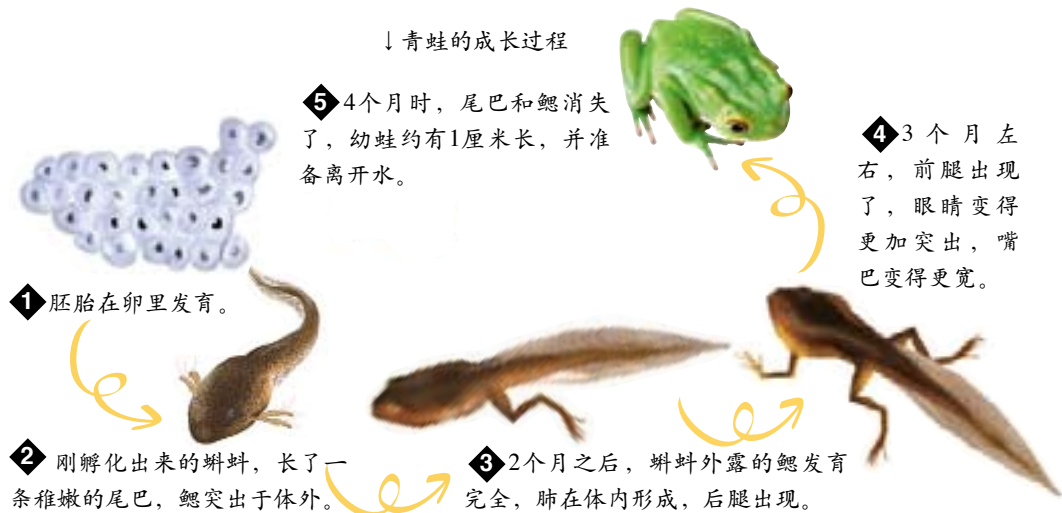 ↓青蛙的成长过程
❶胚胎在卵里发育。
❷ 刚孵化出来的蝌蚪，长了一
条稚嫩的尾巴，鳃突出于体外。
❸2个月之后，蝌蚪外露的鳃发育
完全，肺在体内形成，后腿出现。
❹3个月左
右，前腿出现
了，眼睛变得
更加突出，嘴
巴变得更宽。
❺4个月时，尾巴和鳃消失
了，幼蛙约有1厘米长，并准
备离开水。